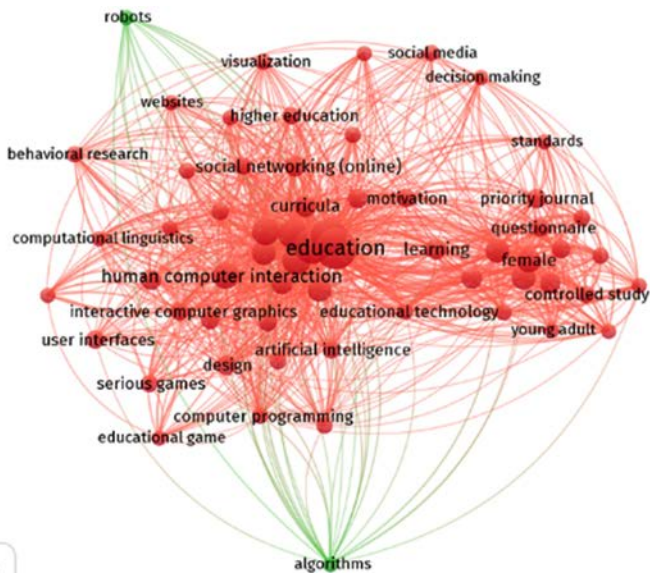 robots
visualization
social media
decision making
websites
higher education
standards
behavioral research
social networking (online)
curricula
motivation
priority journal
questionnaire
computational linguistics
education
learning
female
human computer interaction
controlled study
interactive computer graphics
educational technology
young adult
user interfaces
artificial intelligence
design
serious games
computer programming
educational game
algorithms